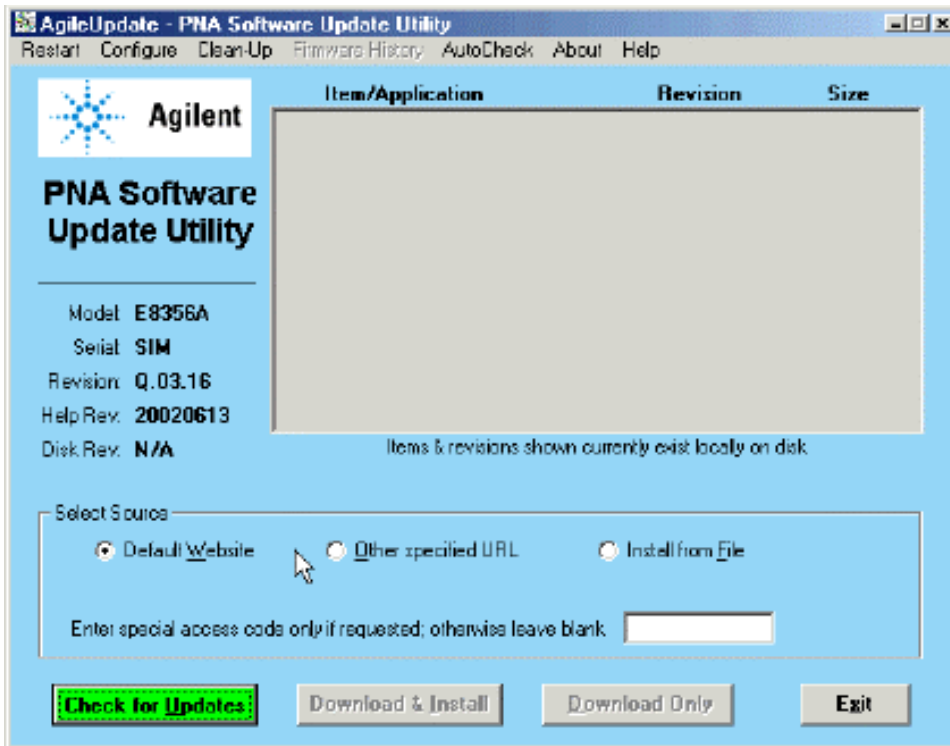 AgileUpdate - PNA Software Update Utility
Restart Configure Clean-Up Firmware History AutoCheck About Help
Agilent
PNA Software
Update Utility
Model: E8356A
Serial: SIM
Revision: Q.03.16
Help Rev: 20020613
Disk Rev: N/A
Item/Application Revision Size
Items & revisions shown currently exist locally on disk
Select Source
Default Website Other specified URL Install from File
Enter special access code only if requested; otherwise leave blank
Check for Updates Download & Install Download Only Exit